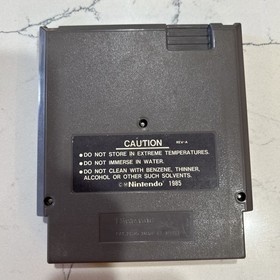 CAUTION REV-A
• DO NOT STORE IN EXTREME TEMPERATURES.
• DO NOT IMMERSE IN WATER.
• DO NOT CLEAN WITH BENZENE, THINNER,
ALCOHOL OR OTHER SUCH SOLVENTS.
©Nintendo 1985